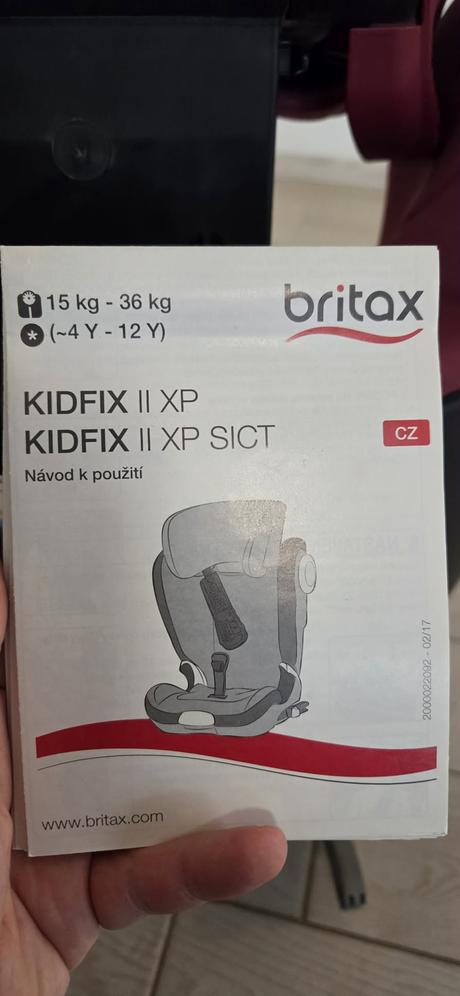 15 kg - 36 kg
(~4 Y - 12 Y)
britax
KIDFIX II XP
KIDFIX II XP SICT
CZ
Návod k použití
2000022092 - 02/17
www.britax.com